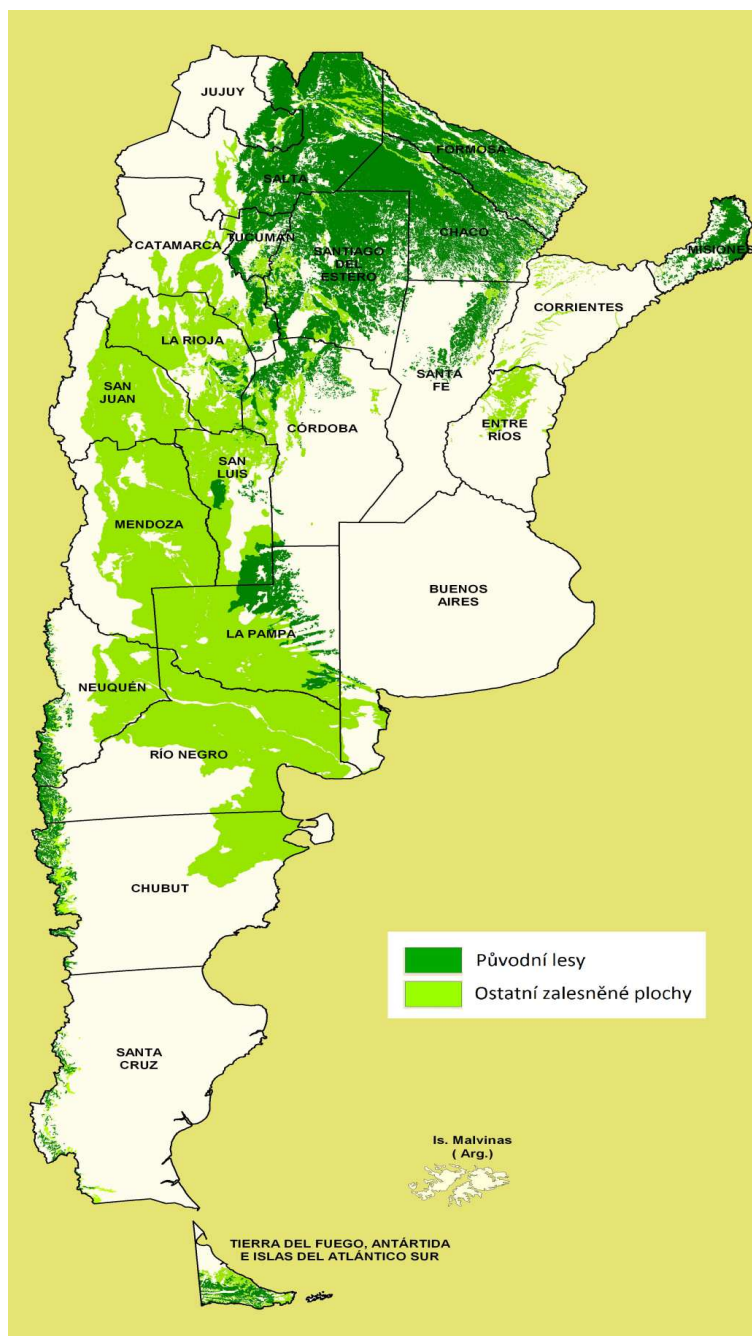 JUJUY
FORMOSA
SALTA
CHACO
TUCUMÁN
CATAMARCA
SANTIAGO
DEL
ESTERO
MISIONES
CORRIENTES
LA RIOJA
SANTA
FE
SAN
JUAN
ENTRE
RÍOS
CÓRDOBA
SAN
LUIS
MENDOZA
BUENOS
AIRES
LA PAMPA
NEUQUÉN
RÍO NEGRO
CHUBUT
Původní lesy
Ostatní zalesněné plochy
SANTA
CRUZ
Is. Malvinas
( Arg.)
TIERRA DEL FUEGO, ANTÁRTIDA
E ISLAS DEL ATLÁNTICO SUR